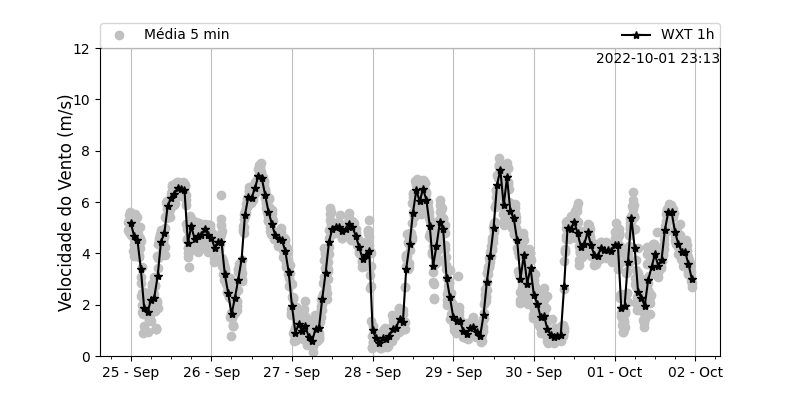 Média 5 min
WXT 1h
2022-10-01 23:13
Velocidade do Vento (m/s)
12
10
8
6
4
2
0
25 - Sep
26 - Sep
27 - Sep
28 - Sep
29 - Sep
30 - Sep
01 - Oct
02 - Oct